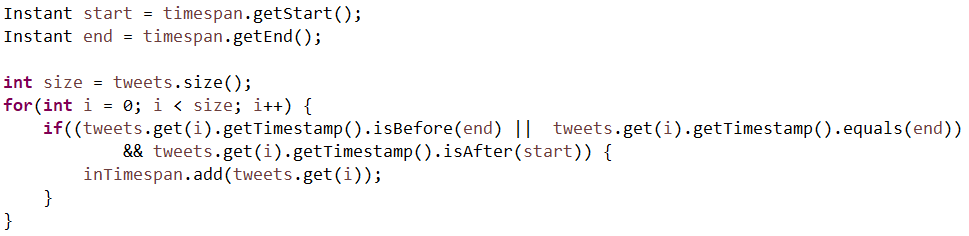 Instant start = timespan.getStart();
Instant end = timespan.getEnd();

int size = tweets.size();
for(int i = 0; i < size; i++) {
    if((tweets.get(i).getTimestamp().isBefore(end) ||  tweets.get(i).getTimestamp().equals(end))
            && tweets.get(i).getTimestamp().isAfter(start)) {
        inTimespan.add(tweets.get(i));
    }
}